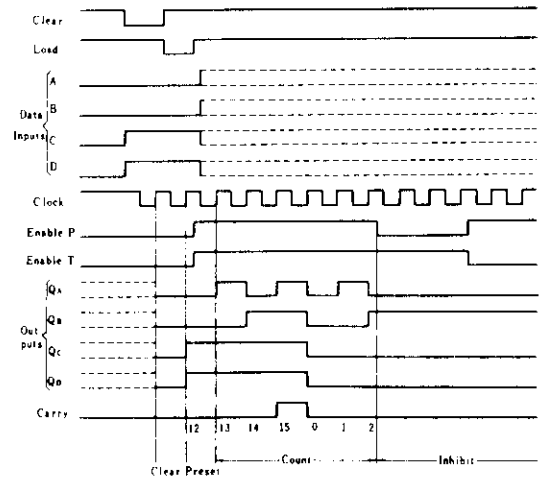 Clear
Load
A
B
Data Inputs
C
D
Clock
Enable P
Enable T
QA
QB
Out puts
QC
QD
Carry
12 13 14 15 0 1 2
Count
Inhibit
Clear Preset